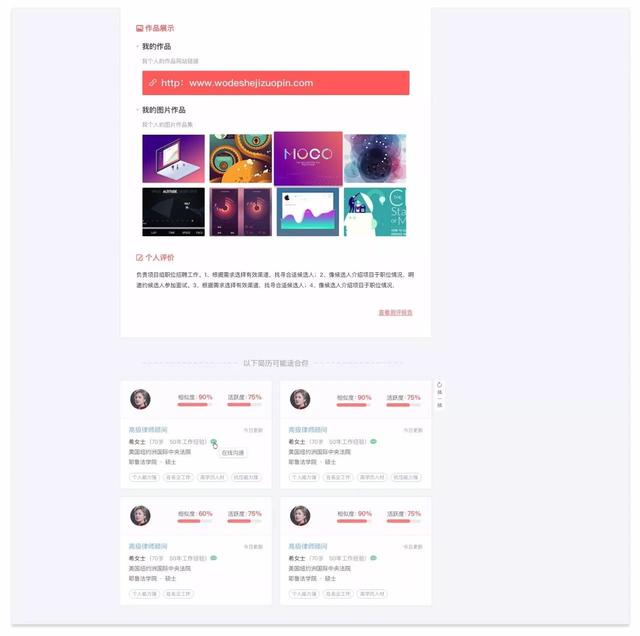 作品展示
我的作品
我个人的作品网站链接
http: www.wodeshejizuopin.com
我的图片作品
我个人的图片作品集
MOCO
ALTITUDE
个人评价
负责项目组职位招聘工作。1、根据需求选择有效渠道，找寻合适候选人；2、像候选人介绍项目于职位情况，啊
邀约候选人参加面试。3、根据需求选择有效渠道，找寻合适候选人；4、像候选人介绍项目于职位情况。
查看测评报告
以下简历可能适合你
相似度：90% 活跃度：75%
高级律师顾问 今日更新
希女士（70岁 50年工作经验）
在线沟通
美国纽约洲国际中央法院
耶鲁法学院 · 硕士
个人能力强 在名企工作 高学历人材 抗压能力强
相似度：90% 活跃度：75%
高级律师顾问 今日更新
希女士（70岁 50年工作经验）
美国纽约洲国际中央法院
耶鲁法学院 · 硕士
个人能力强 在名企工作 高学历人材 抗压能力强
换一换
相似度：60% 活跃度：75%
高级律师顾问 今日更新
希女士（70岁 50年工作经验）
美国纽约洲国际中央法院
耶鲁法学院 · 硕士
个人能力强 在名企工作
相似度：90% 活跃度：75%
高级律师顾问 今日更新
希女士（70岁 50年工作经验）
美国纽约洲国际中央法院
耶鲁法学院 · 硕士
个人能力强 在名企工作 高学历人材